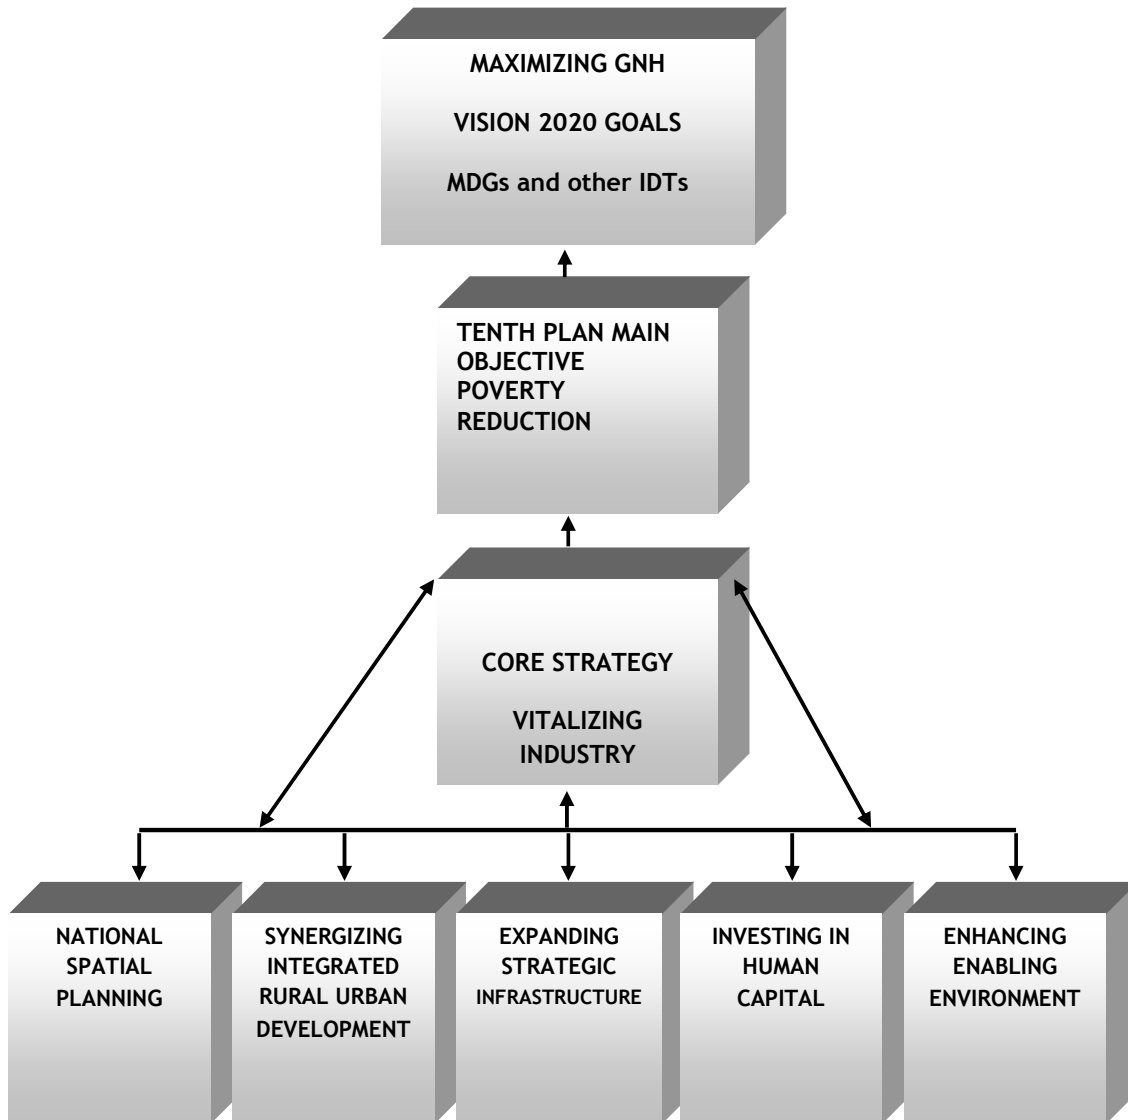 MAXIMIZING GNH
VISION 2020 GOALS
MDGs and other IDTs
TENTH PLAN MAIN
OBJECTIVE
POVERTY
REDUCTION
CORE STRATEGY
VITALIZING
INDUSTRY
NATIONAL
SPATIAL
PLANNING
SYNERGIZING
INTEGRATED
RURAL URBAN
DEVELOPMENT
EXPANDING
STRATEGIC
INFRASTRUCTURE
INVESTING IN
HUMAN
CAPITAL
ENHANCING
ENABLING
ENVIRONMENT